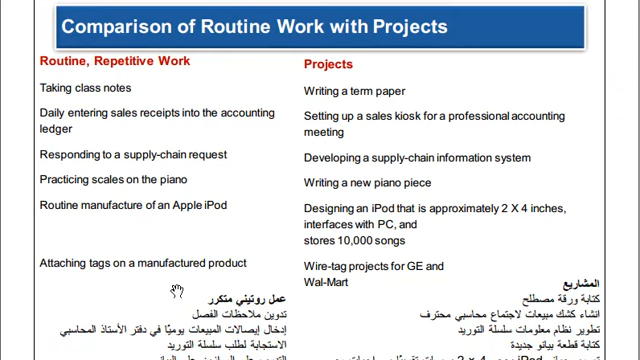 Comparison of Routine Work with Projects
Routine, Repetitive Work
Taking class notes
Daily entering sales receipts into the accounting
ledger
Responding to a supply-chain request
Practicing scales on the piano
Routine manufacture of an Apple iPod
Attaching tags on a manufactured product
Projects
Writing a term paper
Setting up a sales kiosk for a professional accounting
meeting
Developing a supply-chain information system
Writing a new piano piece
Designing an iPod that is approximately 2 X 4 inches,
interfaces with PC, and
stores 10,000 songs
Wire-tag projects for GE and
Wal-Mart
المشاريع
كتابة ورقة مصطلح
انشاء كشك مبيعات لاجتماع محاسبي محترف
تطوير نظام معلومات سلسلة التوريد
كتابة قطعة بيانو جديدة
عمل روتيني متكرر
تدوين ملاحظات الفصل
إدخال إيصالات المبيعات يوميًا في دفتر الأستاذ المحاسبي
الاستجابة لطلب سلسلة التوريد